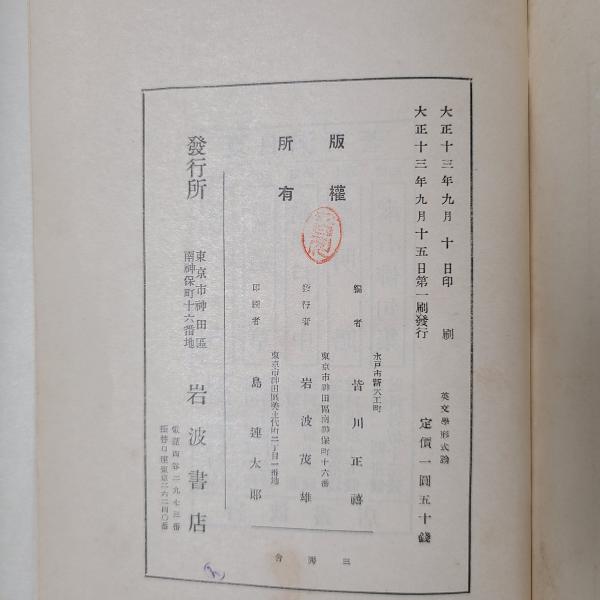 大正十三年九月十日印刷
大正十三年九月十五日第一刷發行
英文學形式論
定價一圓五十錢
版權
所有
水戸市新大工町
編者 皆川正禧
東京市神田區南神保町十六番
發行者 岩波茂雄
東京市神田區美土代町二丁目一番地
印刷者 島連太郎
發行所
東京市神田區
南神保町十六番地
岩波書店
三陽舍